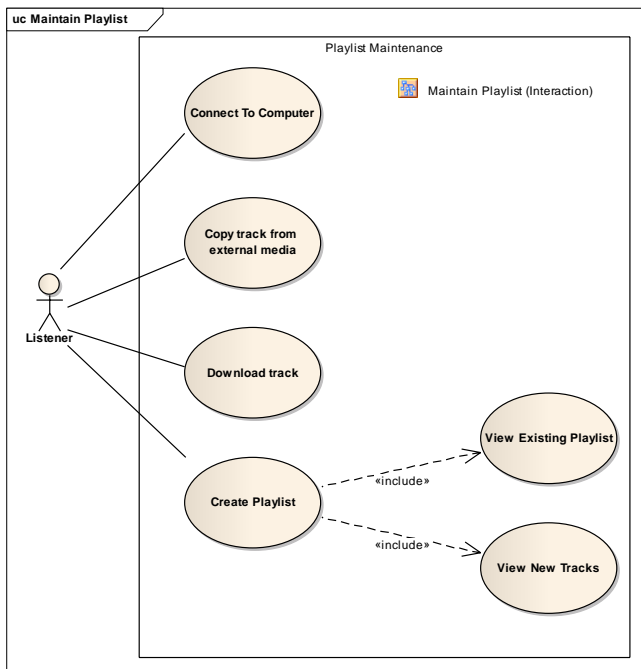 uc Maintain Playlist
Playlist Maintenance
Maintain Playlist (Interaction)
Connect To Computer
Copy track from
external media
Listener
Download track
View Existing Playlist
«include»
Create Playlist
«include»
View New Tracks